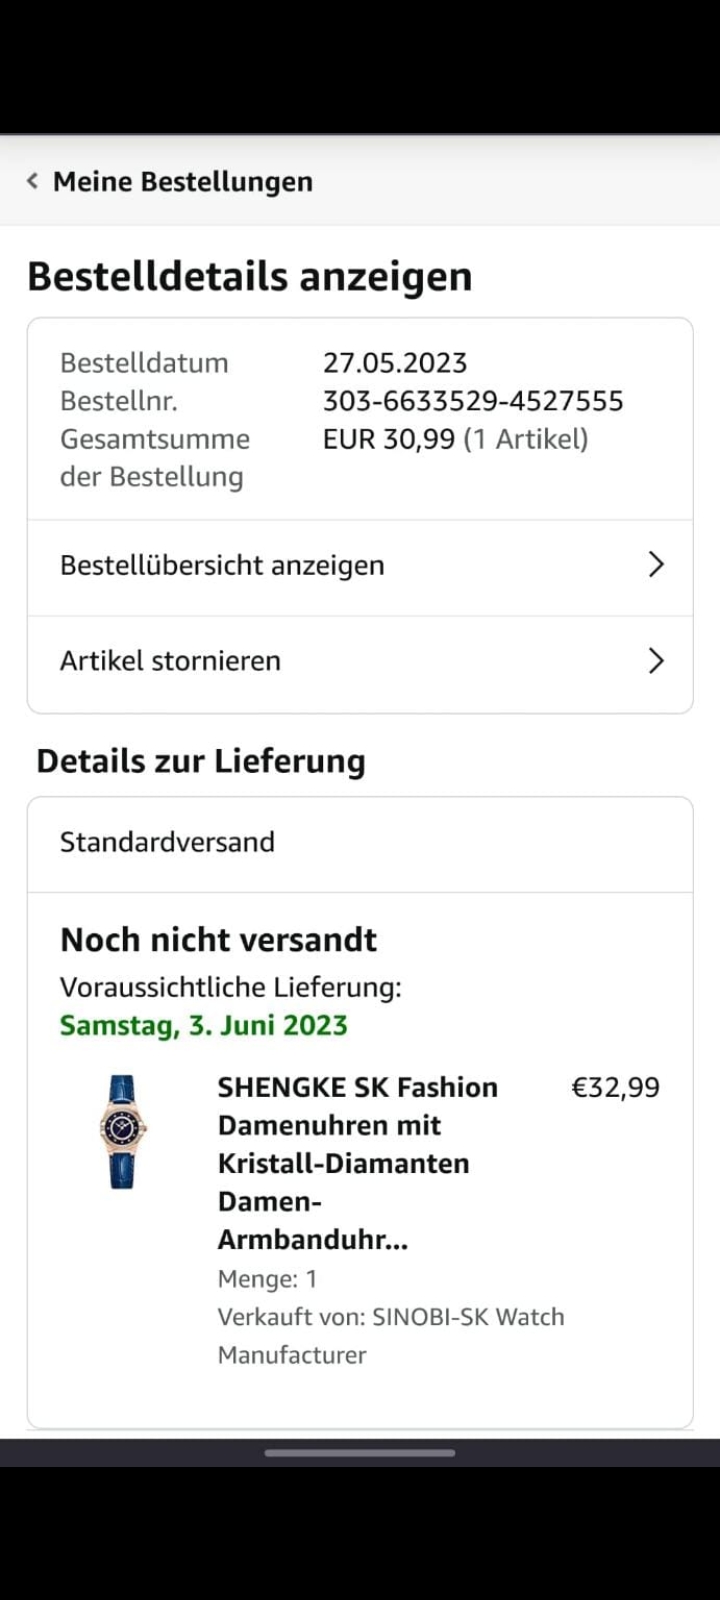 Meine Bestellungen
Bestelldetails anzeigen
Bestelldatum 27.05.2023
Bestellnr. 303-6633529-4527555
Gesamtsumme EUR 30,99 (1 Artikel)
der Bestellung
Bestellübersicht anzeigen
Artikel stornieren
Details zur Lieferung
Standardversand
Noch nicht versandt
Voraussichtliche Lieferung:
Samstag, 3. Juni 2023
SHENGKE SK Fashion €32,99
Damenuhren mit
Kristall-Diamanten
Damen-
Armbanduhr...
Menge: 1
Verkauft von: SINOBI-SK Watch
Manufacturer